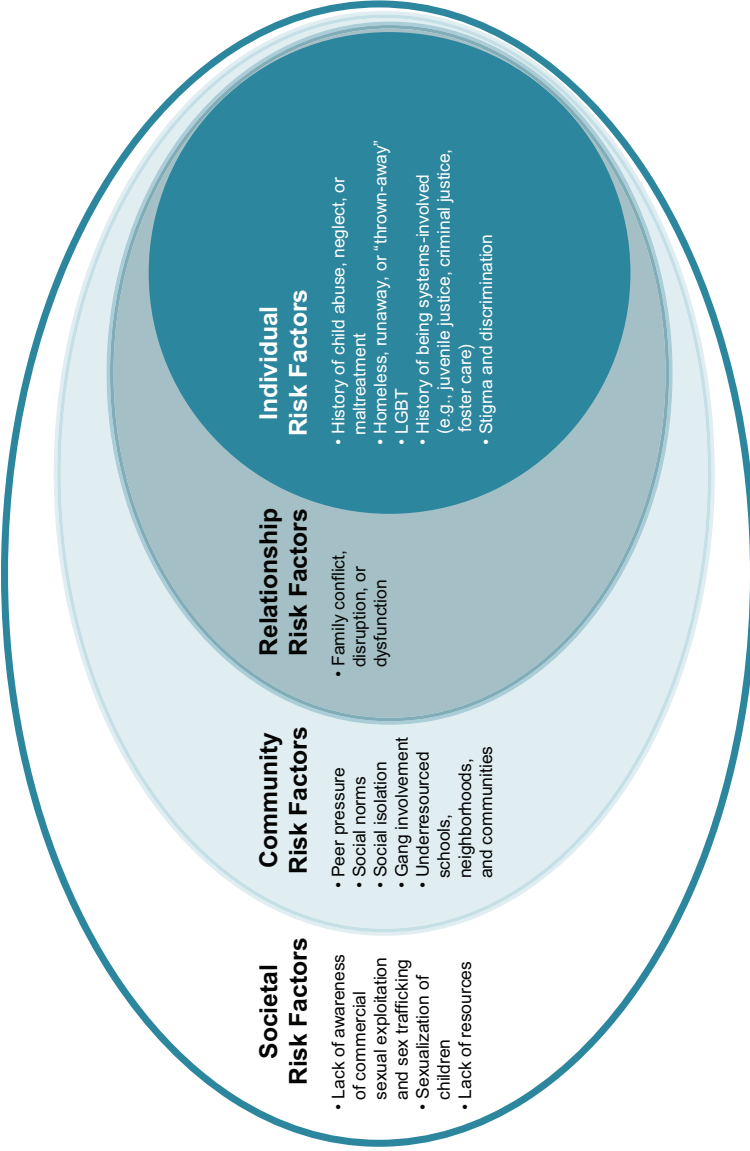 Societal
Risk Factors
• Lack of awareness
of commercial
sexual exploitation
and sex trafficking
• Sexualization of
children
• Lack of resources
Community
Risk Factors
• Peer pressure
• Social norms
• Social isolation
• Gang involvement
• Underresourced
schools,
neighborhoods,
and communities
Relationship
Risk Factors
• Family conflict,
disruption, or
dysfunction
Individual
Risk Factors
• History of child abuse, neglect, or
maltreatment
• Homeless, runaway, or “thrown-away”
• LGBT
• History of being systems-involved
(e.g., juvenile justice, criminal justice,
foster care)
• Stigma and discrimination